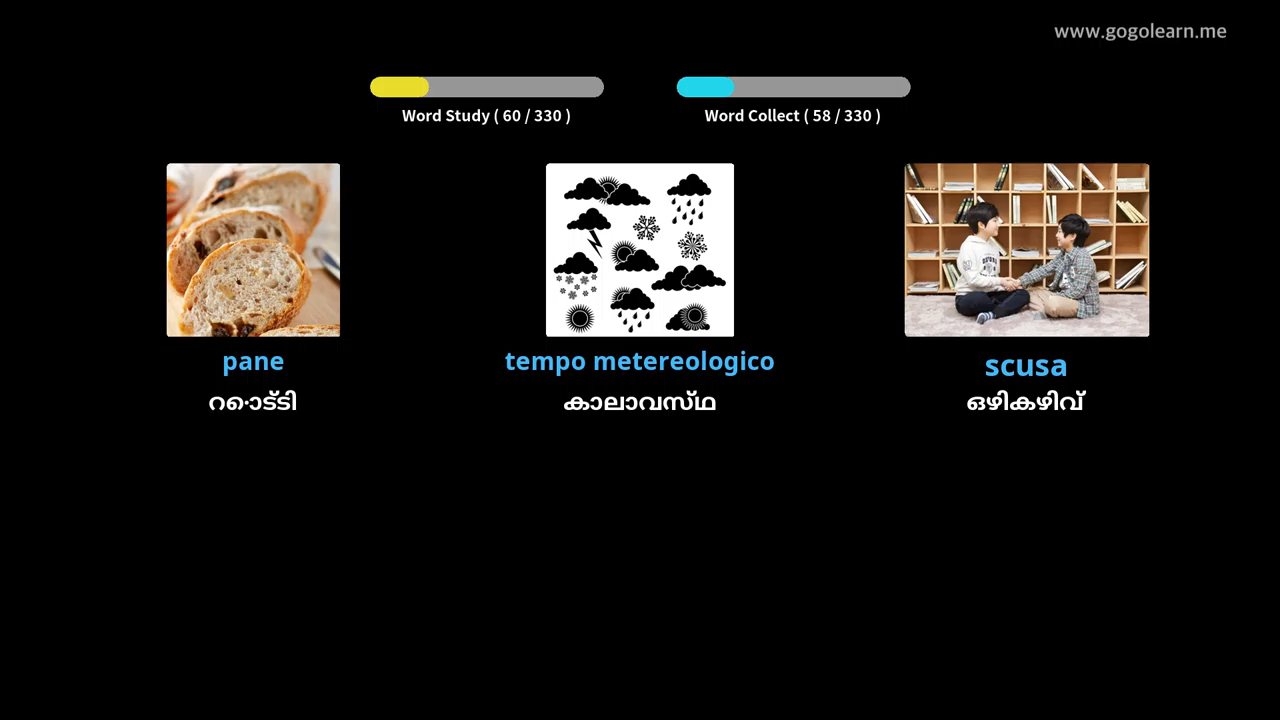 www.gogolearn.me
Word Study ( 60 / 330 )
Word Collect ( 58 / 330 )
pane
tempo metereologico
scusa
റൊട്ടി
കാലാവസ്ഥ
ഒഴികഴിവ്